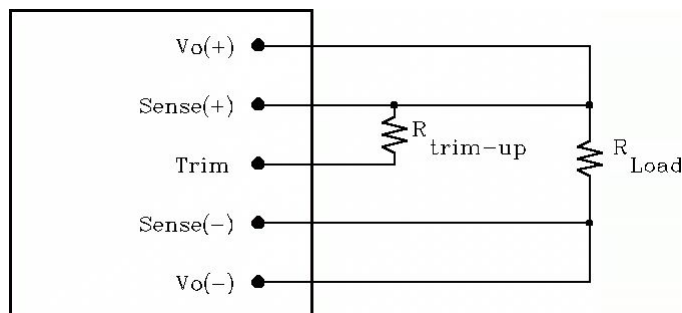 Vo(+)
Sense(+)
R
trim-up
Trim
R
Load
Sense(-)
Vo(-)